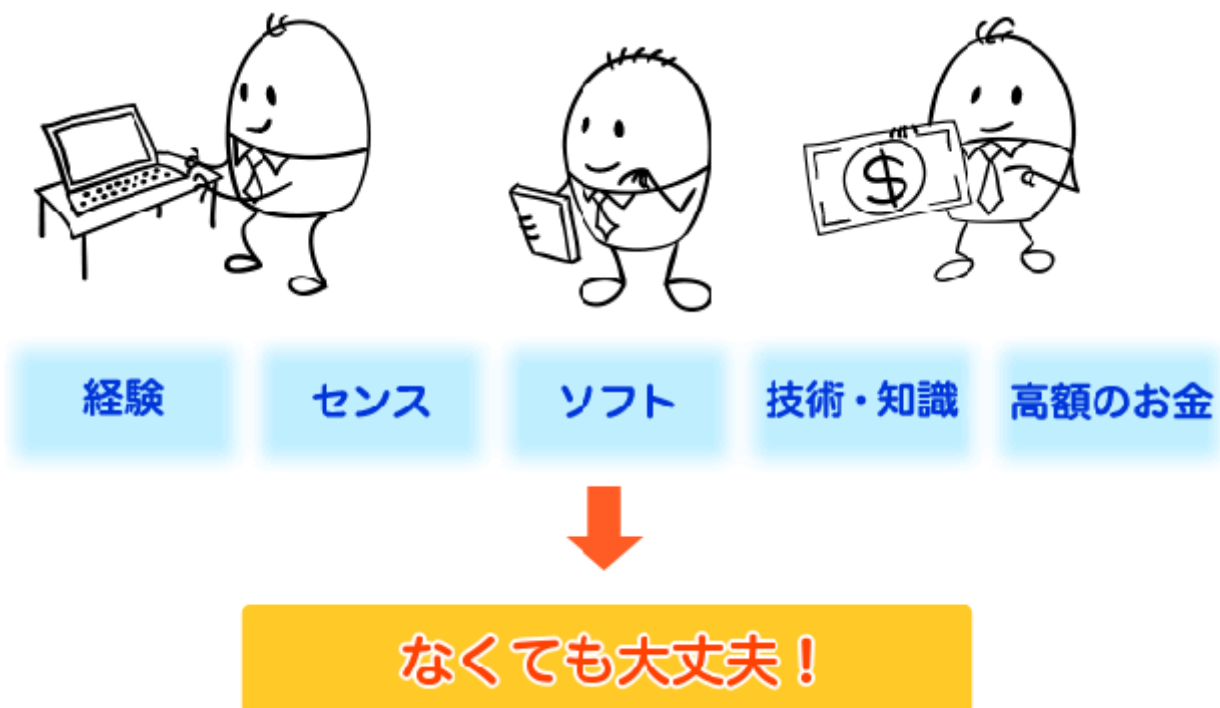 $
経験
センス
ソフト
技術・知識
高額のお金
なくても大丈夫！